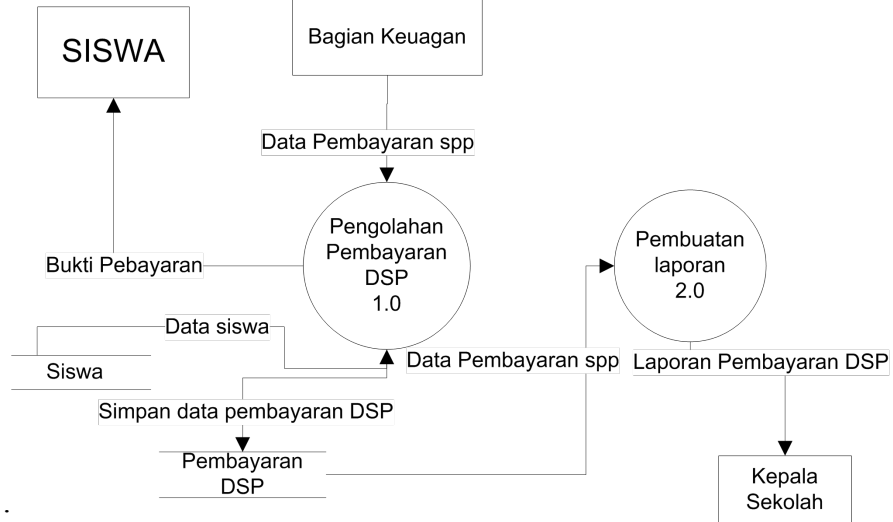 SISWA
Bagian Keuagan
Data Pembayaran spp
Pengolahan
Pembayaran
DSP
1.0
Pembuatan
laporan
2.0
Bukti Pebayaran
Data siswa
Siswa
Data Pembayaran spp
Laporan Pembayaran DSP
Simpan data pembayaran DSP
Pembayaran
DSP
Kepala
Sekolah
.